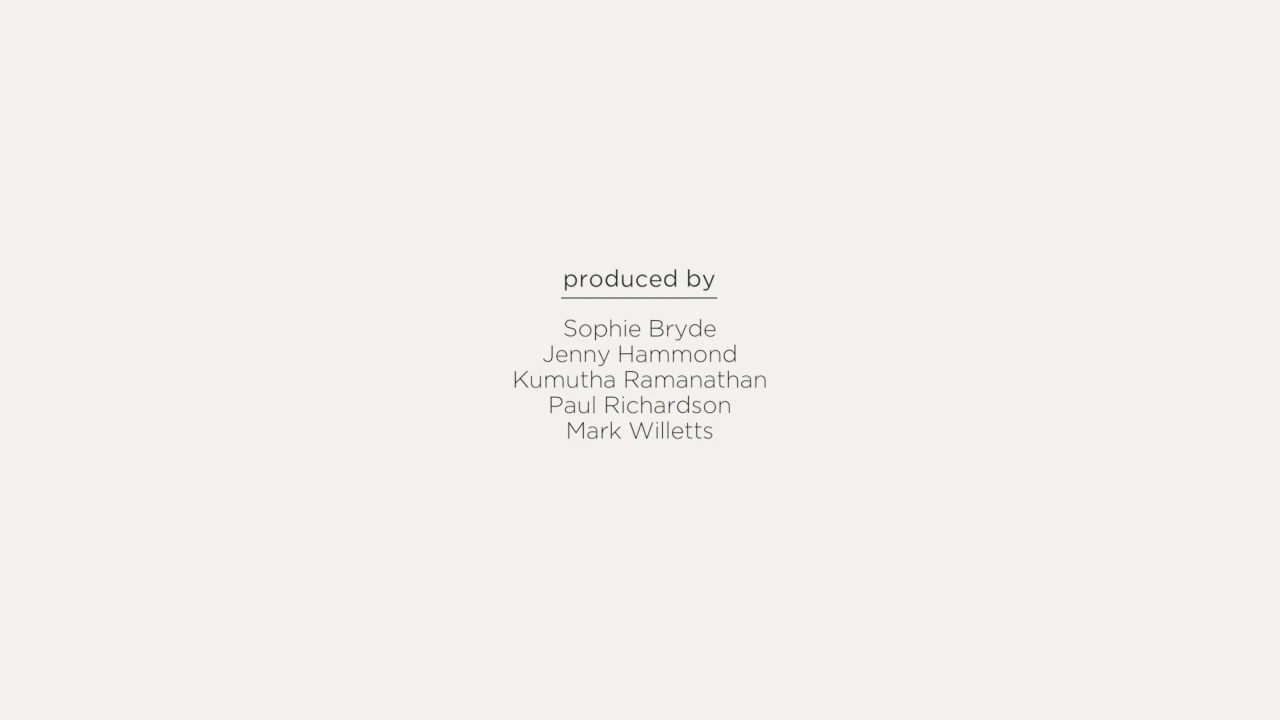 produced by
Sophie Bryde
Jenny Hammond
Kumutha Ramanathan
Paul Richardson
Mark Willetts